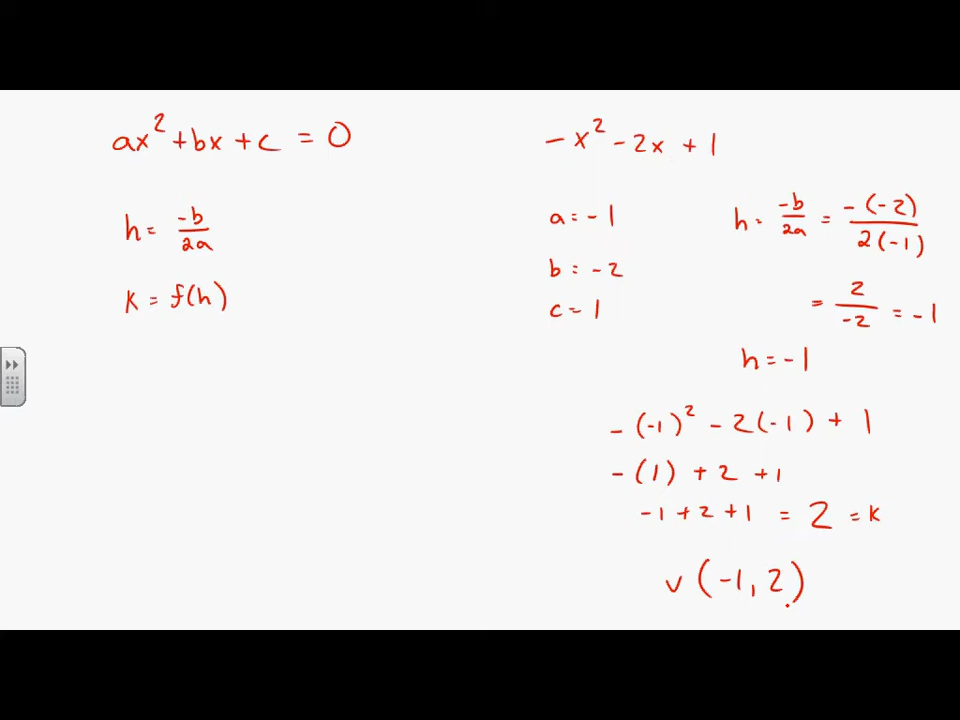 ax² + bx + c = 0
h = -b/2a
k = f(h)
-x² - 2x + 1
a = -1
b = -2
c = 1
h = -b/2a = -(-2)/2(-1)
= 2/-2 = -1
h = -1
-(-1)² - 2(-1) + 1
-(1) + 2 + 1
-1 + 2 + 1 = 2 = k
v (-1, 2)